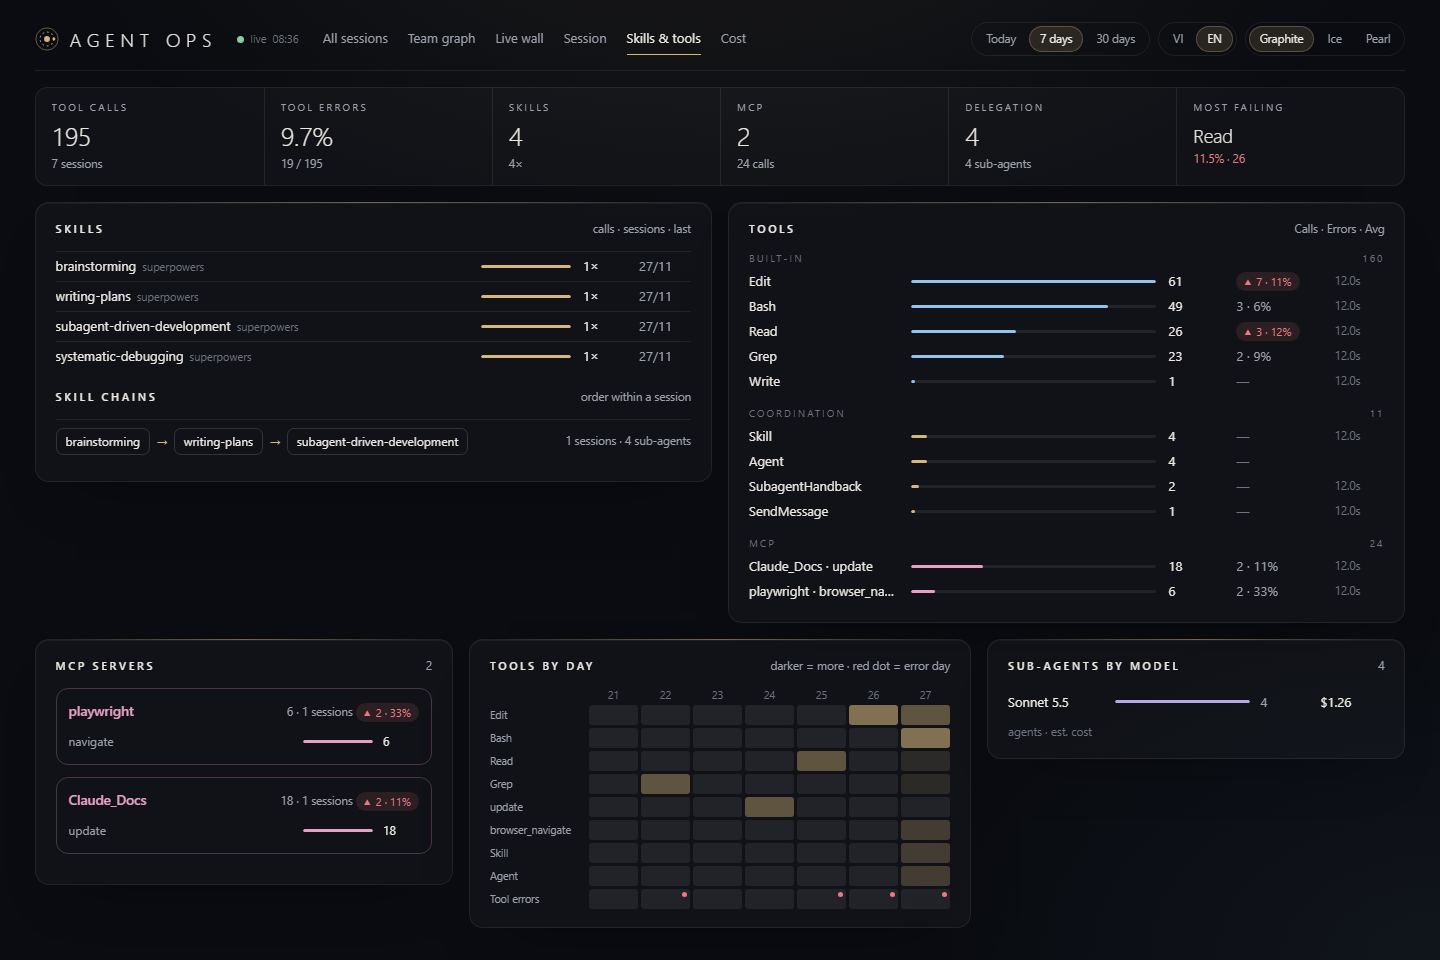 AGENT OPS
live 08:36
All sessions
Team graph
Live wall
Session
Skills & tools
Cost
Today
7 days
30 days
VI
EN
Graphite
Ice
Pearl
TOOL CALLS
195
7 sessions
TOOL ERRORS
9.7%
19 / 195
SKILLS
4
4×
MCP
2
24 calls
DELEGATION
4
4 sub-agents
MOST FAILING
Read
11.5% · 26
SKILLS
calls · sessions · last
brainstorming superpowers 1× 27/11
writing-plans superpowers 1× 27/11
subagent-driven-development superpowers 1× 27/11
systematic-debugging superpowers 1× 27/11
SKILL CHAINS
order within a session
brainstorming → writing-plans → subagent-driven-development 1 sessions · 4 sub-agents
TOOLS
Calls · Errors · Avg
BUILT-IN 160
Edit 61 ▲ 7 · 11% 12.0s
Bash 49 3 · 6% 12.0s
Read 26 ▲ 3 · 12% 12.0s
Grep 23 2 · 9% 12.0s
Write 1 — 12.0s
COORDINATION 11
Skill 4 — 12.0s
Agent 4 —
SubagentHandback 2 — 12.0s
SendMessage 1 — 12.0s
MCP 24
Claude_Docs · update 18 2 · 11% 12.0s
playwright · browser_na... 6 2 · 33% 12.0s
MCP SERVERS 2
playwright 6 · 1 sessions ▲ 2 · 33%
navigate 6
Claude_Docs 18 · 1 sessions ▲ 2 · 11%
update 18
TOOLS BY DAY
darker = more · red dot = error day
21 22 23 24 25 26 27
Edit
Bash
Read
Grep
update
browser_navigate
Skill
Agent
Tool errors
SUB-AGENTS BY MODEL 4
Sonnet 5.5 4 $1.26
agents · est. cost